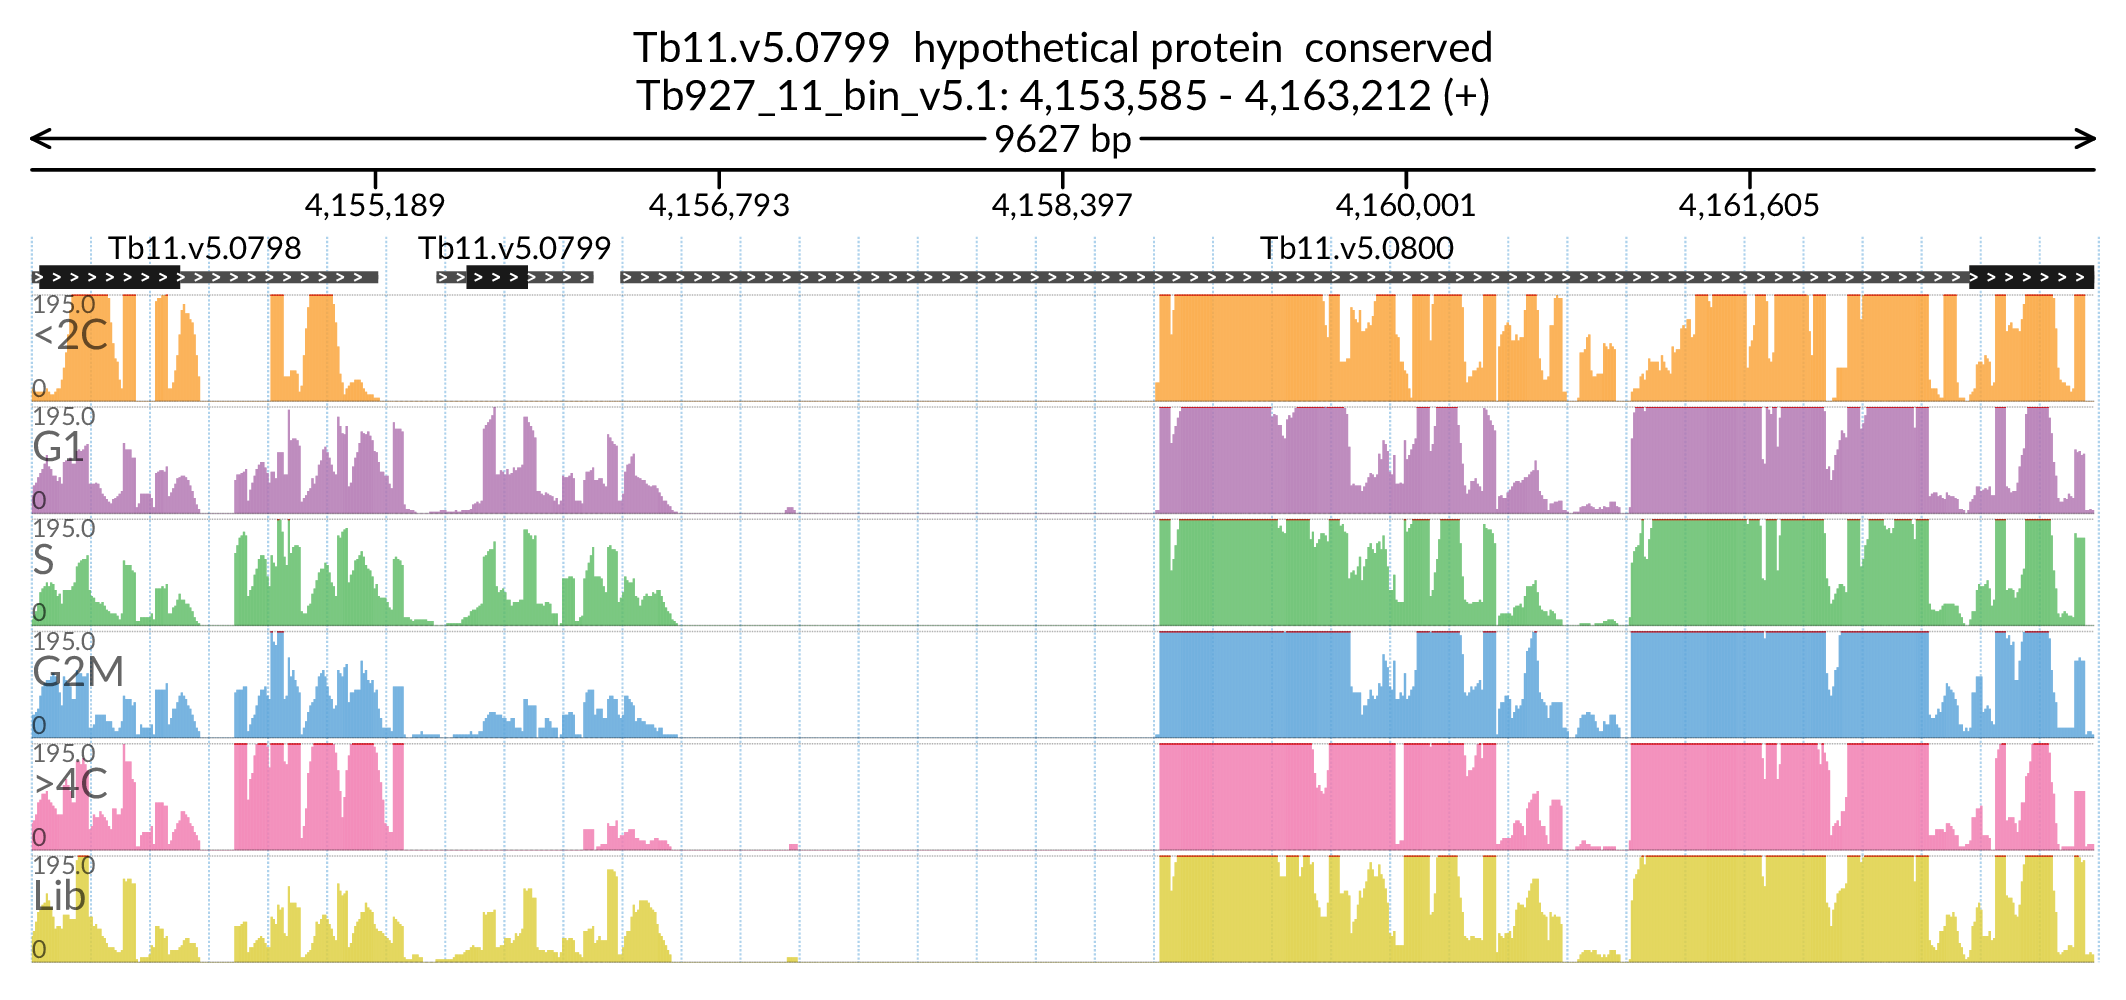 Tb11.v5.0799 hypothetical protein conserved
Tb927_11_bin_v5.1: 4,153,585 - 4,163,212 (+)
9627 bp
4,155,189 4,156,793 4,158,397 4,160,001 4,161,605
Tb11.v5.0798 Tb11.v5.0799 Tb11.v5.0800
195.0
<2C
0
195.0
G1
0
195.0
S
0
195.0
G2M
0
195.0
>4C
0
195.0
Lib
0